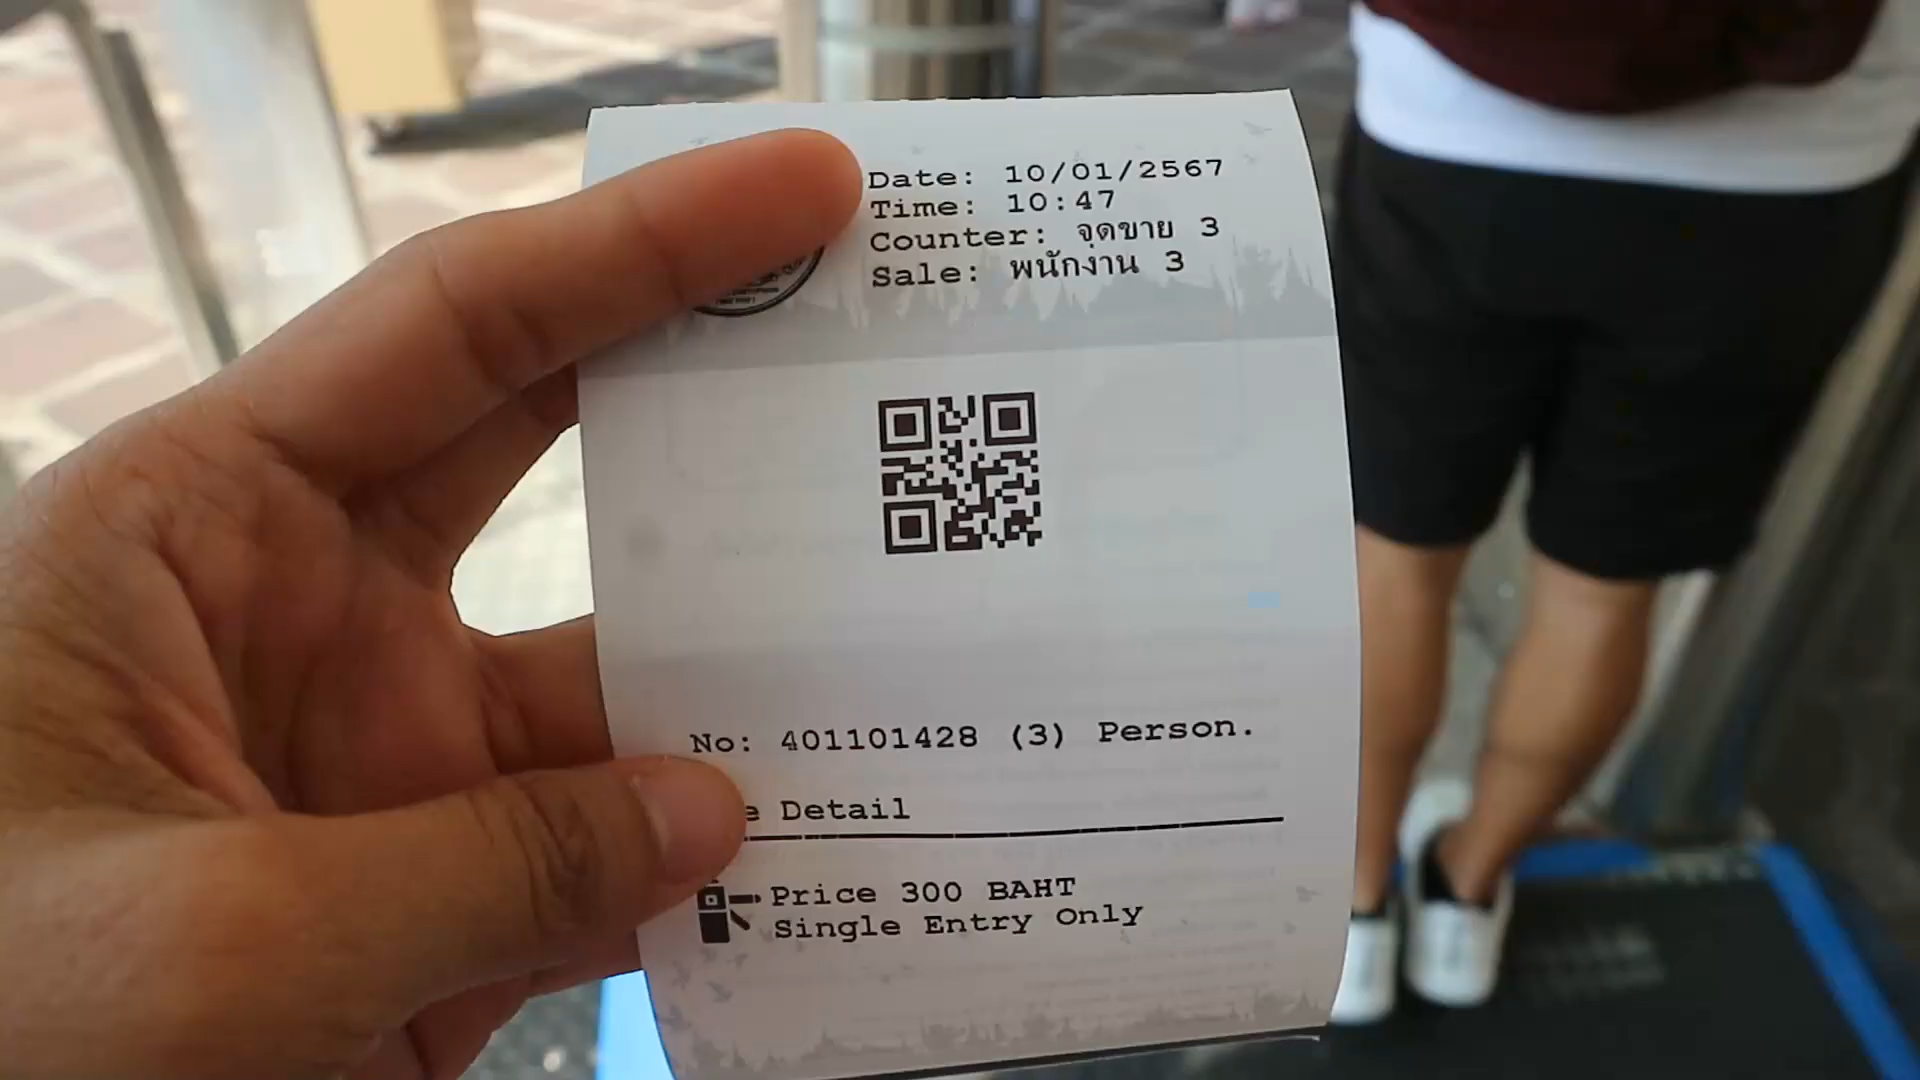 Date: 10/01/2567
Time: 10:47
Counter: จุดขาย 3
Sale: พนักงาน 3
No: 401101428 (3) Person.
Detail
Price 300 BAHT
Single Entry Only